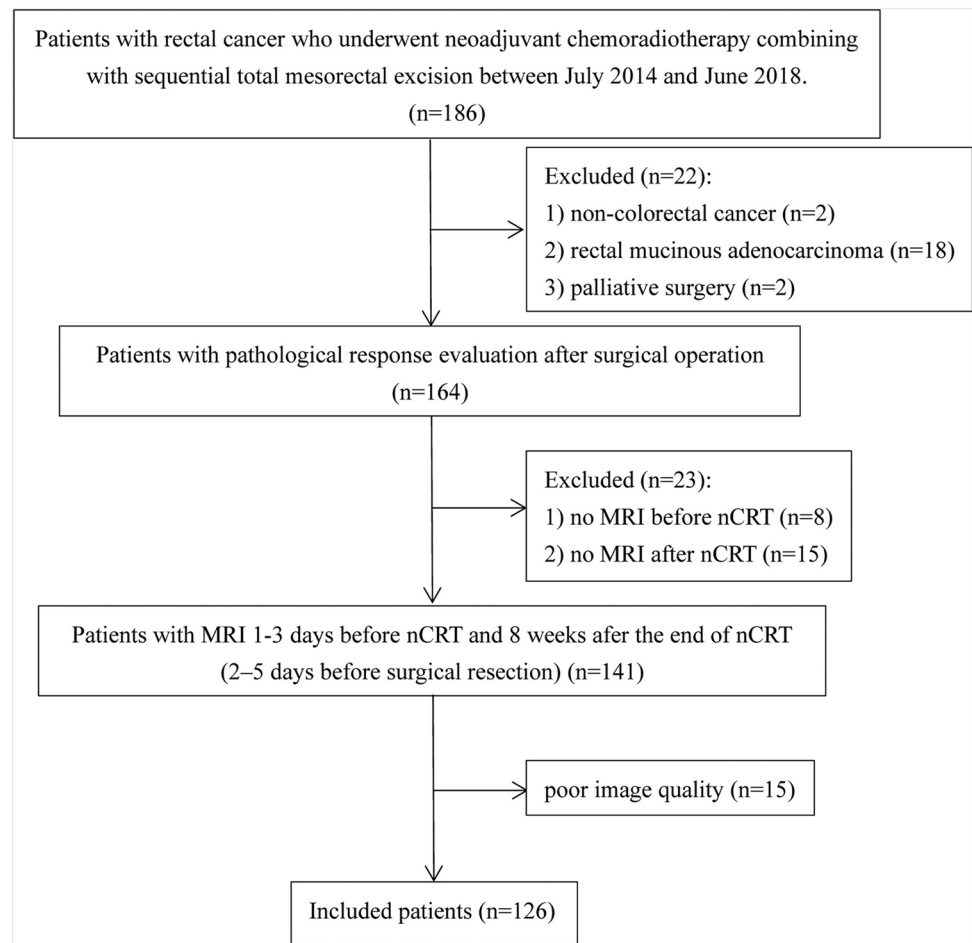 Patients with rectal cancer who underwent neoadjuvant chemoradiotherapy combining
with sequential total mesorectal excision between July 2014 and June 2018.
(n=186)
Excluded (n=22):
1) non-colorectal cancer (n=2)
2) rectal mucinous adenocarcinoma (n=18)
3) palliative surgery (n=2)
Patients with pathological response evaluation after surgical operation
(n=164)
Excluded (n=23):
1) no MRI before nCRT (n=8)
2) no MRI after nCRT (n=15)
Patients with MRI 1-3 days before nCRT and 8 weeks afer the end of nCRT
(2–5 days before surgical resection) (n=141)
poor image quality (n=15)
Included patients (n=126)